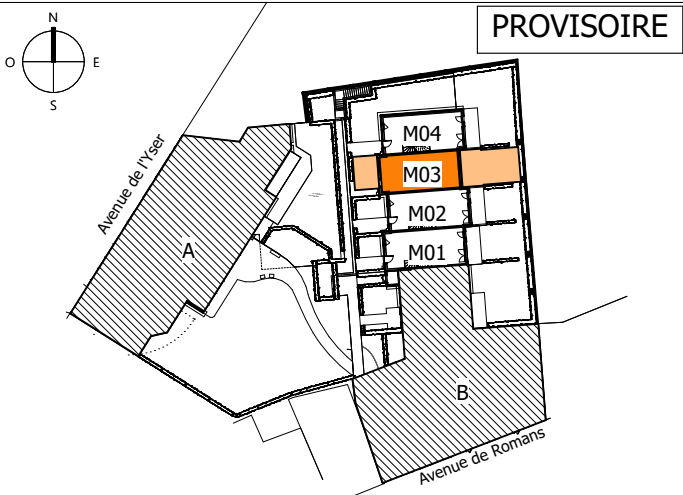 PROVISOIRE
N
O
E
S
Avenue de l'Yser
M04
M03
M02
M01
A
B
Avenue de Romans